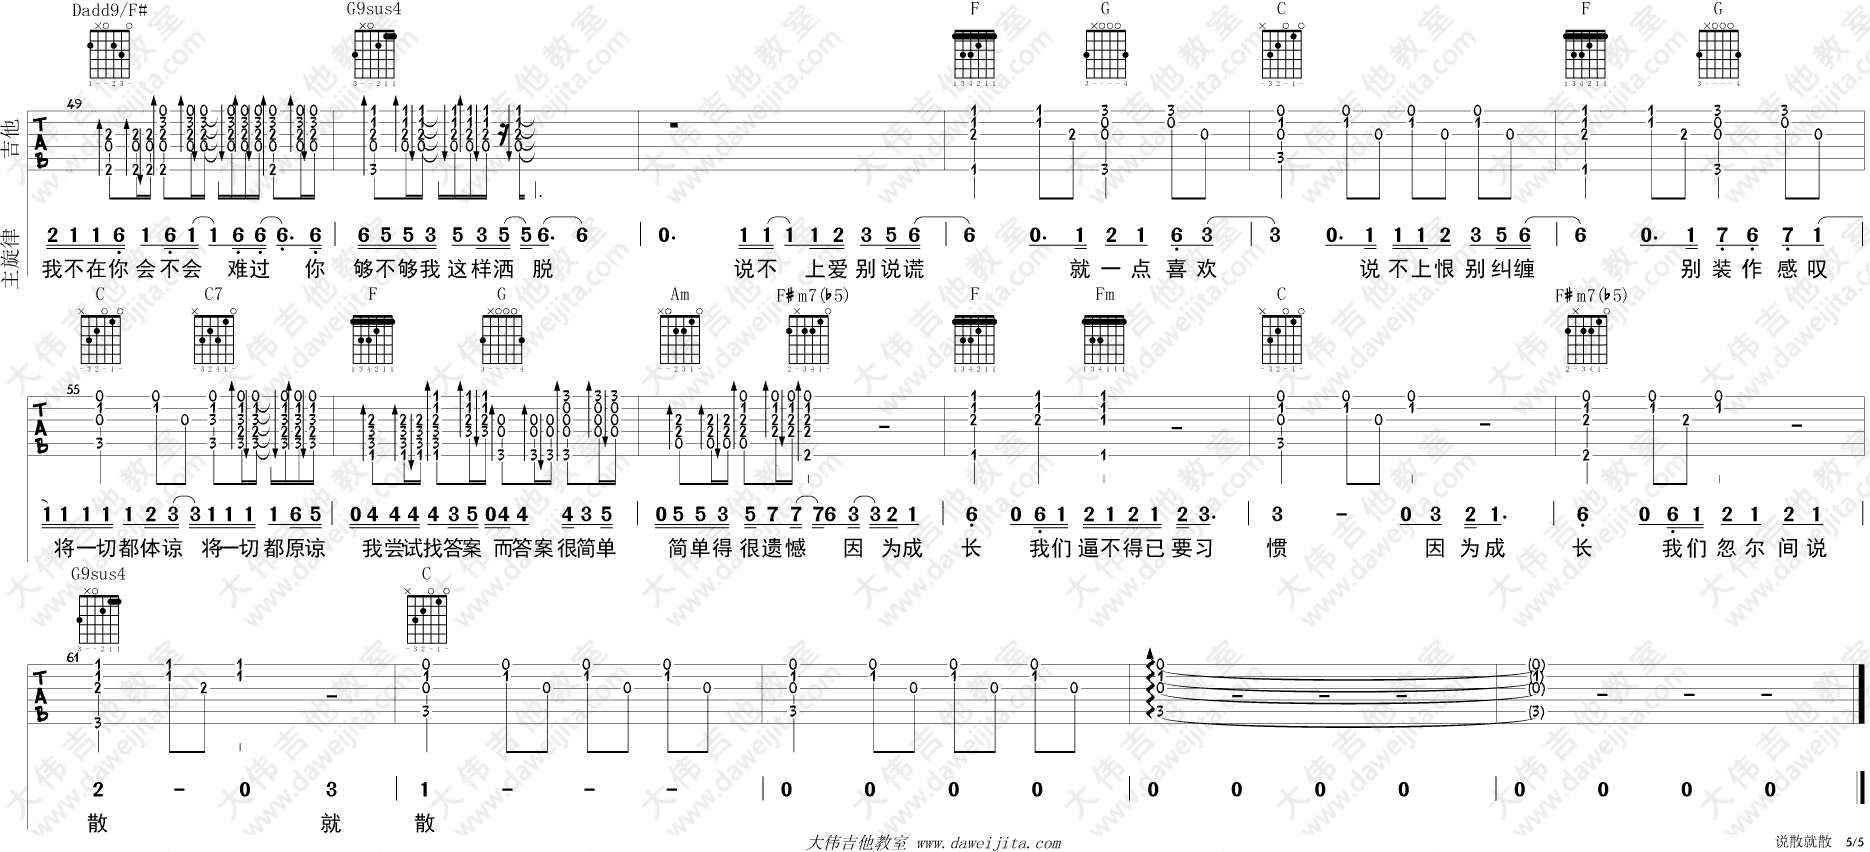 Dadd9/F# G9sus4 F G C F G
49
吉他
主旋律
2 1 1 6 1 6 1 1 6 6 6. 6 6 5 5 3 5 3 5 5 6. 6 0. 1 1 1 1 2 3 5 6 6 0. 1 2 1 6 3 3 0. 1 1 1 2 3 5 6 6 0. 1 7 6 7 1
我不在你 会不会 难过 你 够不够我 这样洒 脱 说不 上爱 别说谎 就一点喜欢 说不上恨 别纠缠 别装作感叹
C C7 F G Am F#m7(b5) F Fm C F#m7(b5)
55
1 1 1 1 1 2 3 3 1 1 1 1 6 5 0 4 4 4 4 3 5 0 4 4 4 3 5 0 5 5 3 5 7 7 7 6 3 3 2 1 6 0 6 1 2 1 2 1 2 3. 3 - 0 3 2 1. 6 0 6 1 2 1 2 1
将一切都体谅 将一切都原谅 我尝试找答案 而答案很简单 简单得很遗憾 因 为成 长 我们 逼不得已要习 惯 因 为成 长 我们 忽尔 间说
G9sus4 C
61
2 - 0 3 1 - - - 0 0 0 0 0 0 0 0 0 0 0 0
散 就 散
大伟吉他教室 www.daweijita.com
说散就散 5/5